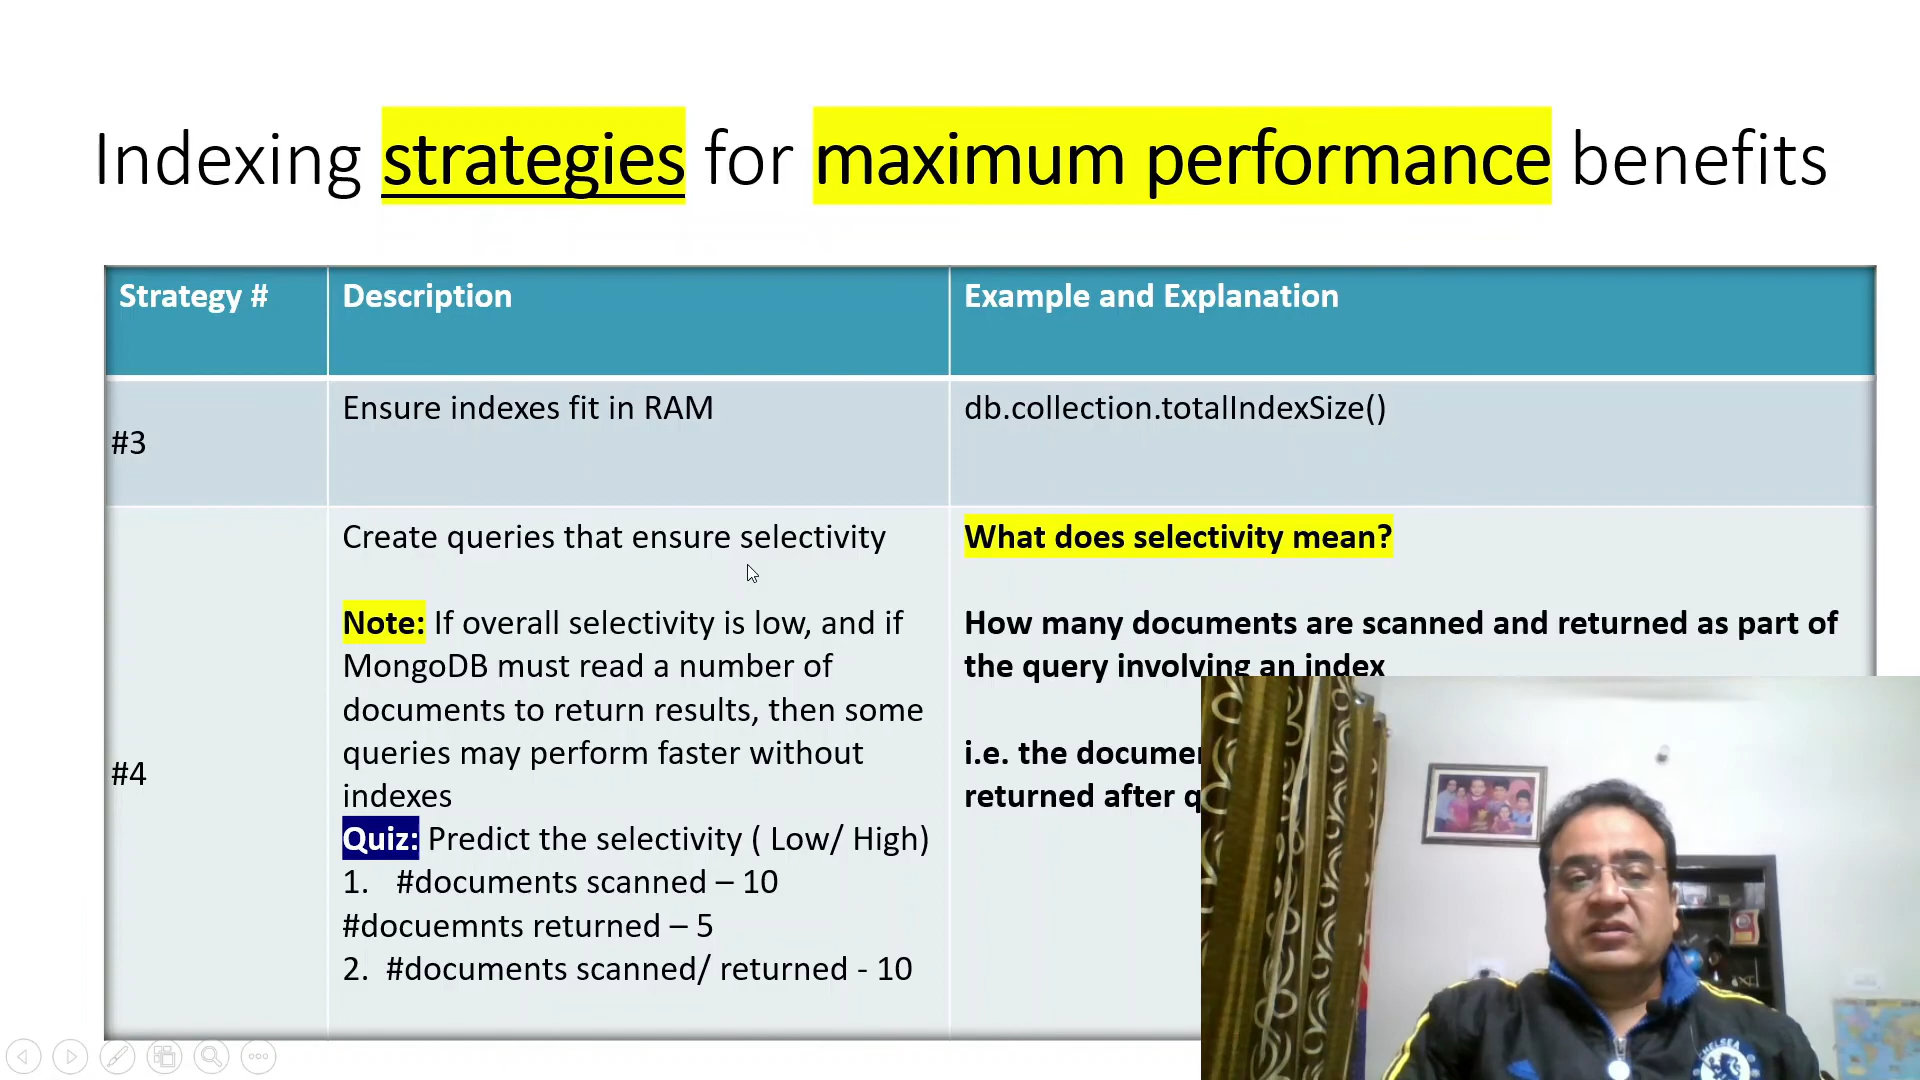 Indexing strategies for maximum performance benefits
Strategy #
Description
Example and Explanation
#3
Ensure indexes fit in RAM
db.collection.totalIndexSize()
#4
Create queries that ensure selectivity
Note: If overall selectivity is low, and if
MongoDB must read a number of
documents to return results, then some
queries may perform faster without
indexes
Quiz: Predict the selectivity ( Low/ High)
1. #documents scanned – 10
#docuemnts returned – 5
2. #documents scanned/ returned - 10
What does selectivity mean?
How many documents are scanned and returned as part of
the query involving an index
i.e. the
returned after
CHELSEA